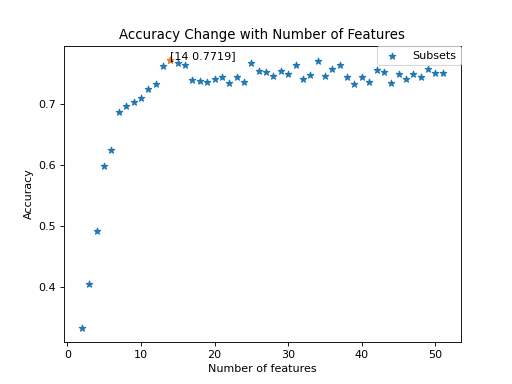 Accuracy Change with Number of Features
[14 0.7719]
Subsets
0.7
0.6
0.5
0.4
Accuracy
0 10 20 30 40 50
Number of features